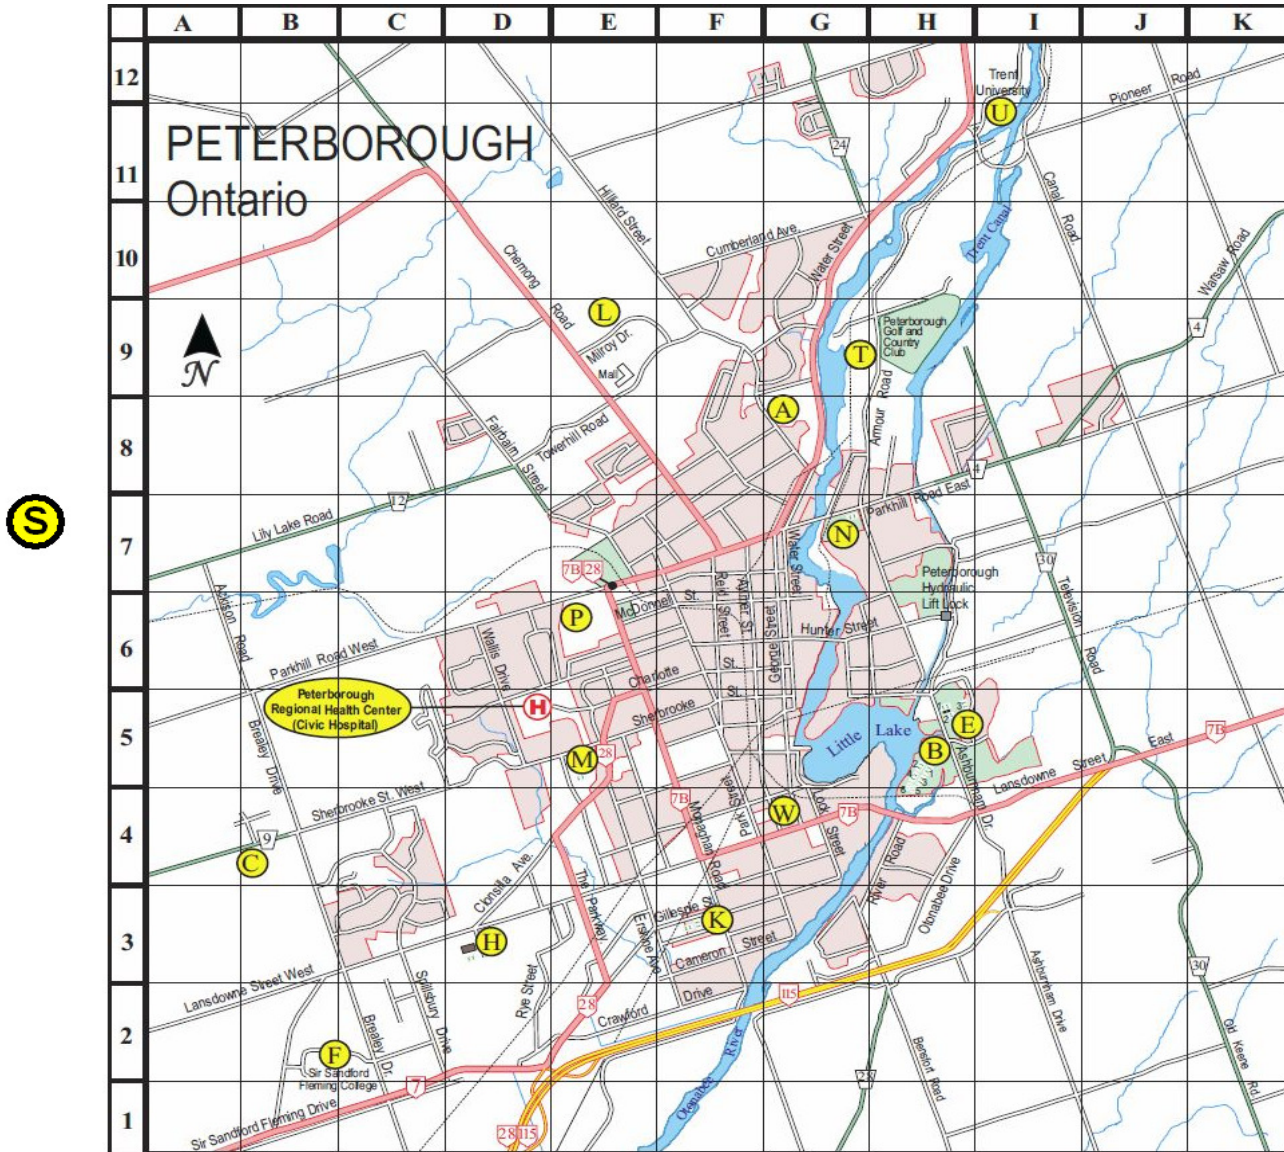 A B C D E F G H I J K
12
11
10
9
8
7
6
5
4
3
2
1
PETERBOROUGH
Ontario
N
S
Trent
University
U
Pioneer Road
24
Hilliard Street
Canal Road
Cumberland Ave.
Water Street
Trent Canal
Chemong Road
Warsaw Road
L
Milroy Dr.
Mall
Peterborough
Golf and
Country
Club
T
4
A
Armour Road
Fairbairn Street
Towerhill Road
4
12
Lily Lake Road
Parkhill Road East
N
7B 28
Water Street
Reid Street
Aylmer St.
Peterborough
Hydraulic
Lift Lock
30
Television Road
Ackison Road
P
McDonnel St.
George Street
Hunter Street
Wallis Drive
Parkhill Road West
Charlotte St.
Peterborough
Regional Health Center
(Civic Hospital)
H
Sherbrooke St.
Brealey Drive
Little Lake
E
B
M
28
Ashburnham Dr.
Lansdowne Street East
7B
Sherbrooke St. West
7B
Park Street
W
Lock Street
7B
Monaghan Road
9
C
Clonsilla Ave.
The Parkway
River Road
Otonabee Drive
H
Gillespie St.
K
Erskine Ave
Cameron Street
Lansdowne Street West
Spillsbury Drive
Rye Street
28
Crawford Drive
115
Ashburnham Drive
30
F
Sir Sandford
Fleming College
Brealey Dr.
7
Sir Sandford Fleming Drive
28 115
Otonabee River
28
Bensfort Road
Old Keene Rd